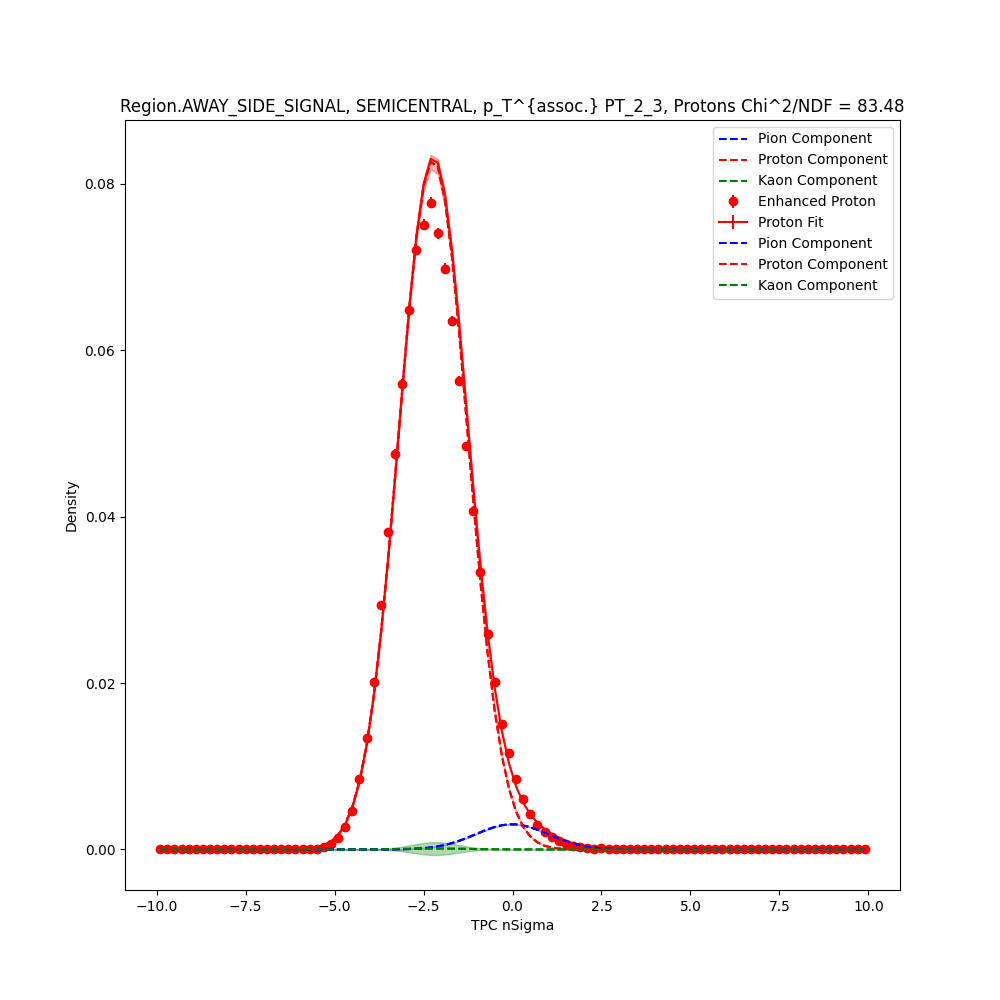 Region.AWAY_SIDE_SIGNAL, SEMICENTRAL, p_T^{assoc.} PT_2_3, Protons Chi^2/NDF = 83.48
Pion Component
Proton Component
Kaon Component
Enhanced Proton
Proton Fit
Pion Component
Proton Component
Kaon Component
0.08
0.06
0.04
0.02
0.00
Density
−10.0 −7.5 −5.0 −2.5 0.0 2.5 5.0 7.5 10.0
TPC nSigma